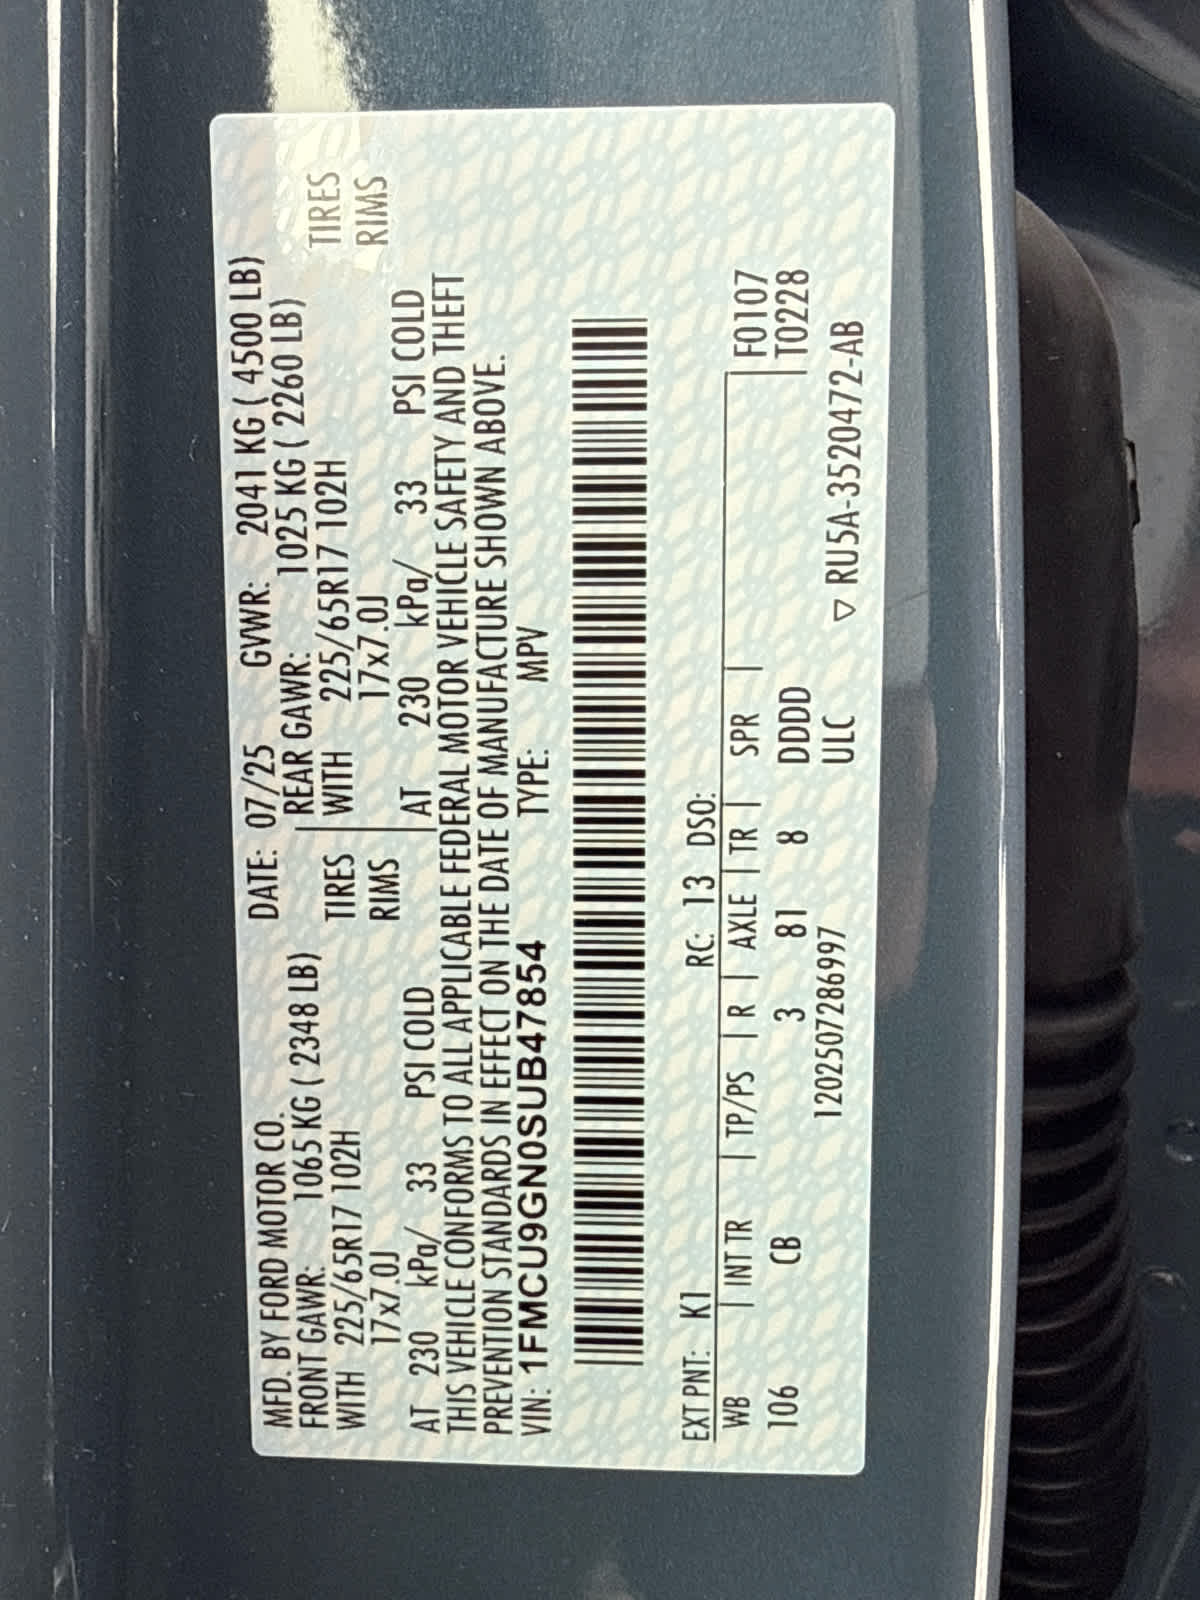 MFD. BY FORD MOTOR CO. DATE: 07/25 GVWR: 2041 KG ( 4500 LB)
FRONT GAWR: 1065 KG ( 2348 LB) REAR GAWR: 1025 KG ( 2260 LB)
WITH 225/65R17 102H TIRES WITH 225/65R17 102H TIRES
17x7.0J RIMS 17x7.0J RIMS
AT 230 kPa/ 33 PSI COLD AT 230 kPa/ 33 PSI COLD
THIS VEHICLE CONFORMS TO ALL APPLICABLE FEDERAL MOTOR VEHICLE SAFETY AND THEFT
PREVENTION STANDARDS IN EFFECT ON THE DATE OF MANUFACTURE SHOWN ABOVE.
VIN: 1FMCU9GN0SUB47854 TYPE: MPV
EXT PNT: K1 RC: 13 DSO:
WB | INT TR | TP/PS | R | AXLE | TR | SPR | F0107
106 CB 3 81 8 DDDD T0228
1202507286997 ULC ▽ RU5A-3520472-AB